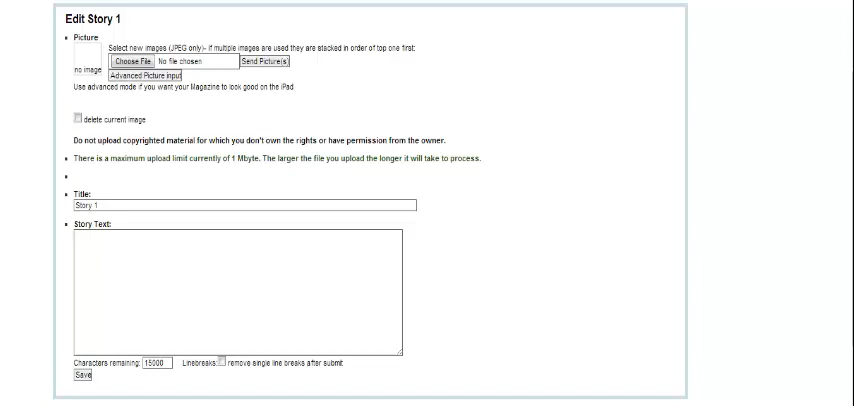 Edit Story 1
Picture
Select new images (JPEG only)- if multiple images are used they are stacked in order of top one first:
no image
Choose File No file chosen Send Picture(s)
Advanced Picture input
Use advanced mode if you want your Magazine to look good on the iPad
delete current image
Do not upload copyrighted material for which you don't own the rights or have permission from the owner.
There is a maximum upload limit currently of 1 Mbyte. The larger the file you upload the longer it will take to process.
Title:
Story 1
Story Text:
Characters remaining: 15000 Linebreaks: remove single line breaks after submit
Save